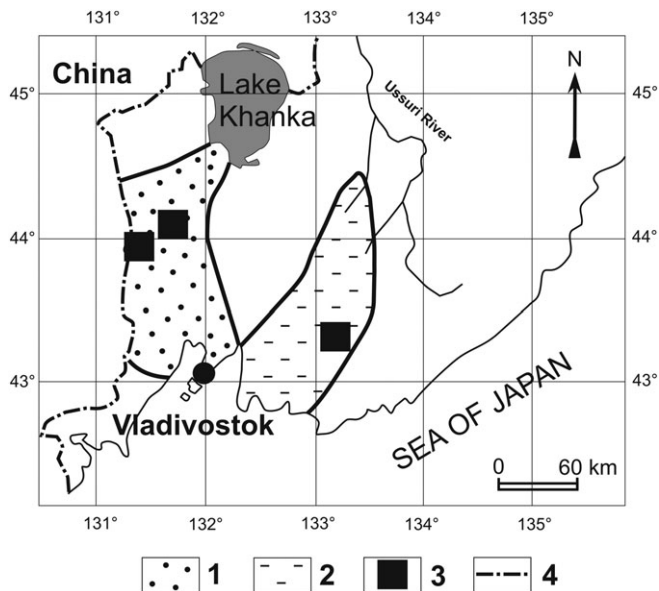 131° 132° 133° 134° 135°
China
N
45°
Lake
Khanka
Ussuri River
45°
44°
44°
43°
43°
Vladivostok
SEA OF JAPAN
0 60 km
131° 132° 133° 134° 135°
1 2 3 4